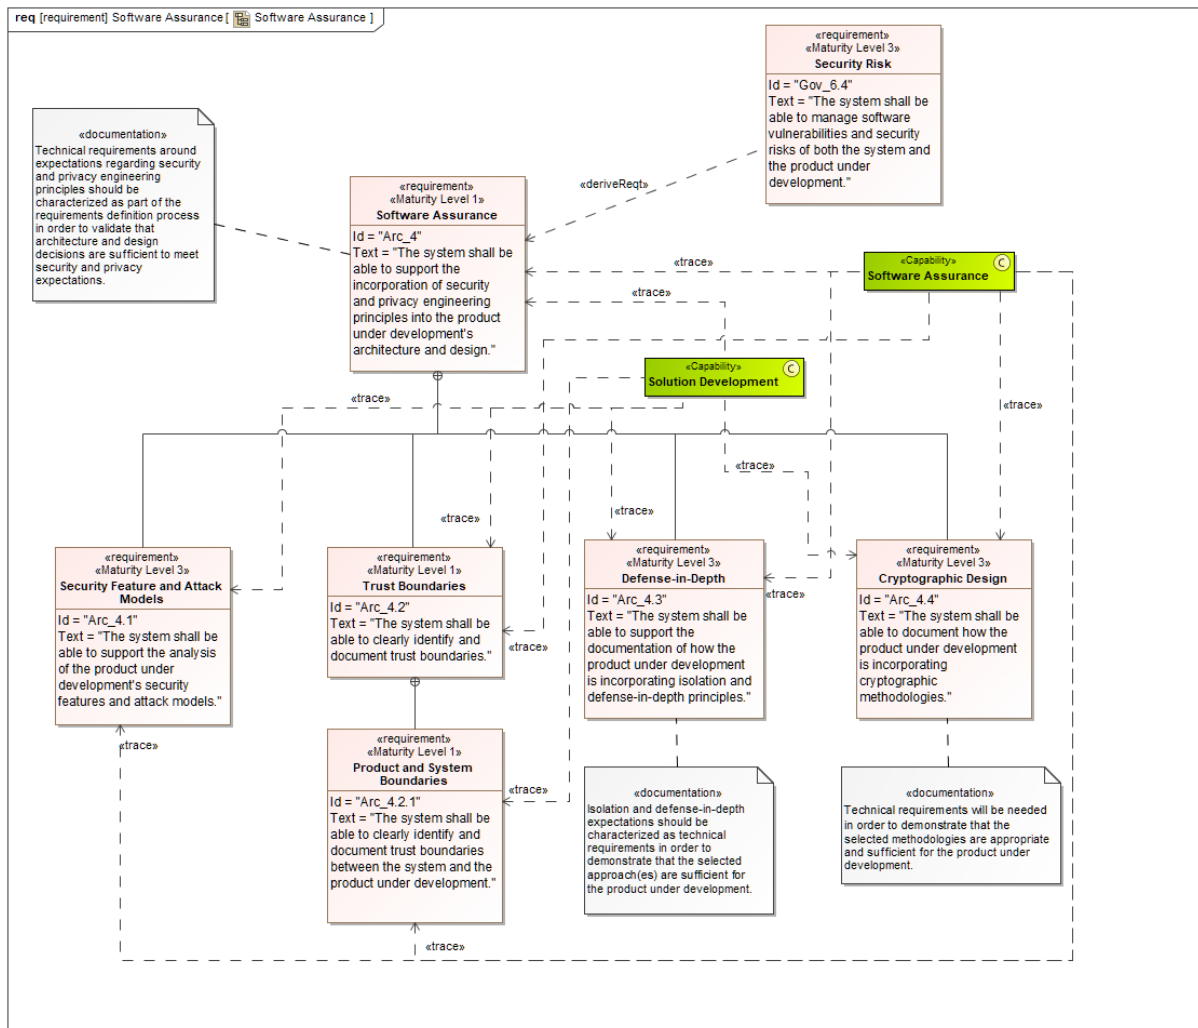 req [requirement] Software Assurance [ Software Assurance ]
«requirement»
«Maturity Level 3»
Security Risk
Id = "Gov_6.4"
Text = "The system shall be
able to manage software
vulnerabilities and security
risks of both the system and
the product under
development."
«documentation»
Technical requirements around
expectations regarding security
and privacy engineering
principles should be
characterized as part of the
requirements definition process
in order to validate that
architecture and design
decisions are sufficient to meet
security and privacy
expectations.
«requirement»
«Maturity Level 1»
Software Assurance
Id = "Arc_4"
Text = "The system shall be
able to support the
incorporation of security
and privacy engineering
principles into the product
under development's
architecture and design."
«deriveReqt»
«Capability»
C
Software Assurance
«trace»
«trace»
«Capability»
C
Solution Development
«trace»
«trace»
«trace»
«trace»
«trace»
«requirement»
«Maturity Level 3»
Security Feature and Attack
Models
Id = "Arc_4.1"
Text = "The system shall be
able to support the analysis
of the product under
development's security
features and attack models."
«requirement»
«Maturity Level 1»
Trust Boundaries
Id = "Arc_4.2"
Text = "The system shall be
able to clearly identify and
document trust boundaries."
«trace»
«requirement»
«Maturity Level 3»
Defense-in-Depth
Id = "Arc_4.3"
Text = "The system shall be
able to support the
documentation of how the
product under development
is incorporating isolation and
defense-in-depth principles."
«trace»
«requirement»
«Maturity Level 3»
Cryptographic Design
Id = "Arc_4.4"
Text = "The system shall be
able to document how the
product under development
is incorporating
cryptographic
methodologies."
«trace»
«requirement»
«Maturity Level 1»
Product and System
Boundaries
Id = "Arc_4.2.1"
Text = "The system shall be
able to clearly identify and
document trust boundaries
between the system and the
product under development."
«trace»
«documentation»
Isolation and defense-in-depth
expectations should be
characterized as technical
requirements in order to
demonstrate that the selected
approach(es) are sufficient for
the product under development.
«documentation»
Technical requirements will be needed
in order to demonstrate that the
selected methodologies are appropriate
and sufficient for the product under
development.
«trace»